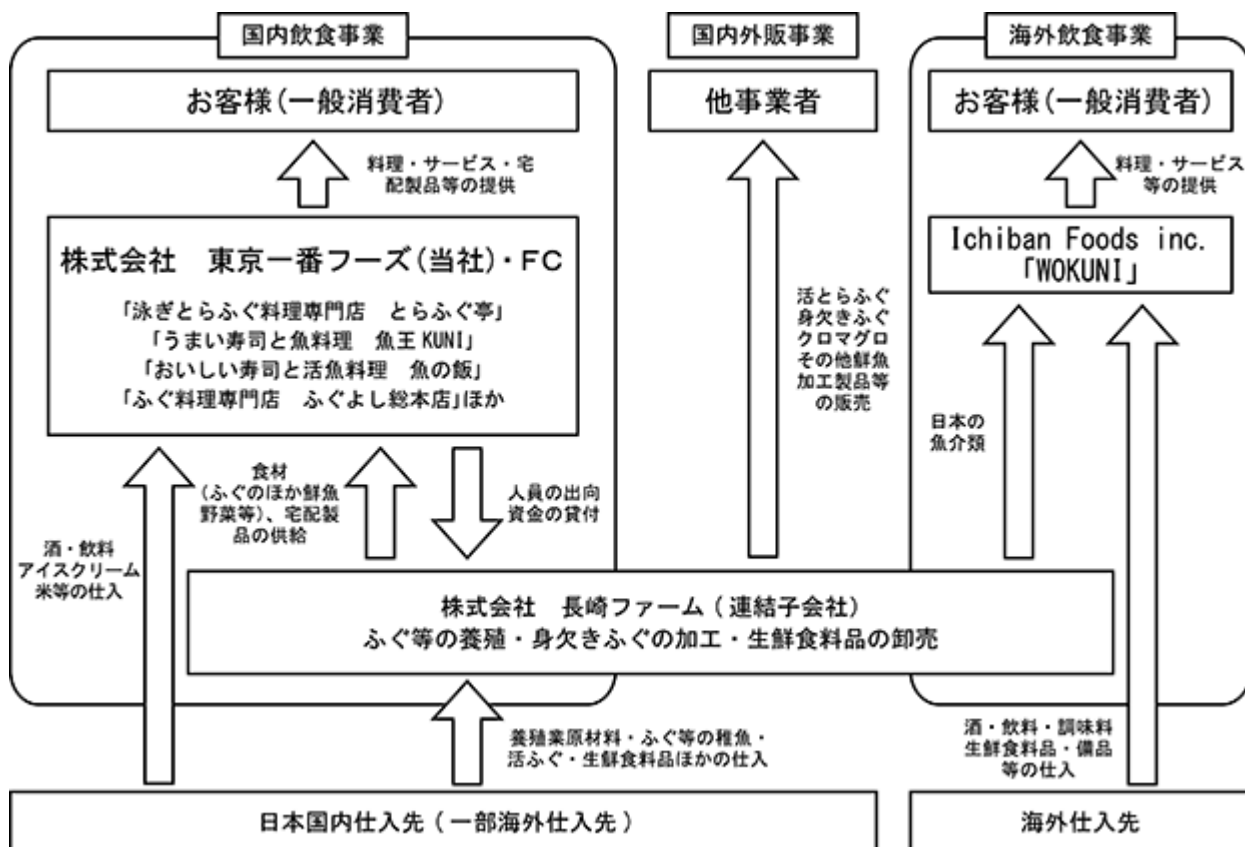 国内飲食事業
国内外販事業
海外飲食事業
お客様(一般消費者)
他事業者
お客様(一般消費者)
料理・サービス・宅
配製品等の提供
料理・サービス
等の提供
株式会社　東京一番フーズ(当社)・FC
「泳ぎとらふぐ料理専門店　とらふぐ亭」
「うまい寿司と魚料理　魚王KUNI」
「おいしい寿司と活魚料理　魚の飯」
「ふぐ料理専門店　ふぐよし総本店」ほか
Ichiban Foods inc.
「WOKUNI」
活とらふぐ
身欠きふぐ
クロマグロ
その他鮮魚
加工製品等
の販売
日本の
魚介類
食材
(ふぐのほか鮮魚
野菜等)、宅配製
品の供給
人員の出向
資金の貸付
酒・飲料
アイスクリーム
米等の仕入
株式会社　長崎ファーム(連結子会社)
ふぐ等の養殖・身欠きふぐの加工・生鮮食料品の卸売
養殖業原材料・ふぐ等の稚魚・
活ふぐ・生鮮食料品ほかの仕入
酒・飲料・調味料
生鮮食料品・備品
等の仕入
日本国内仕入先(一部海外仕入先)
海外仕入先